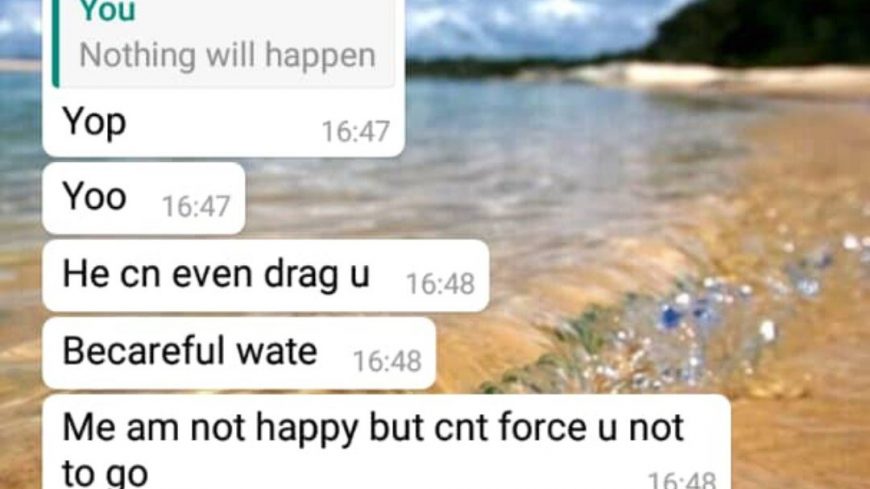 You
Nothing will happen
Yop 16:47
Yoo 16:47
He cn even drag u 16:48
Becareful wate 16:48
Me am not happy but cnt force u not
to go 16:48